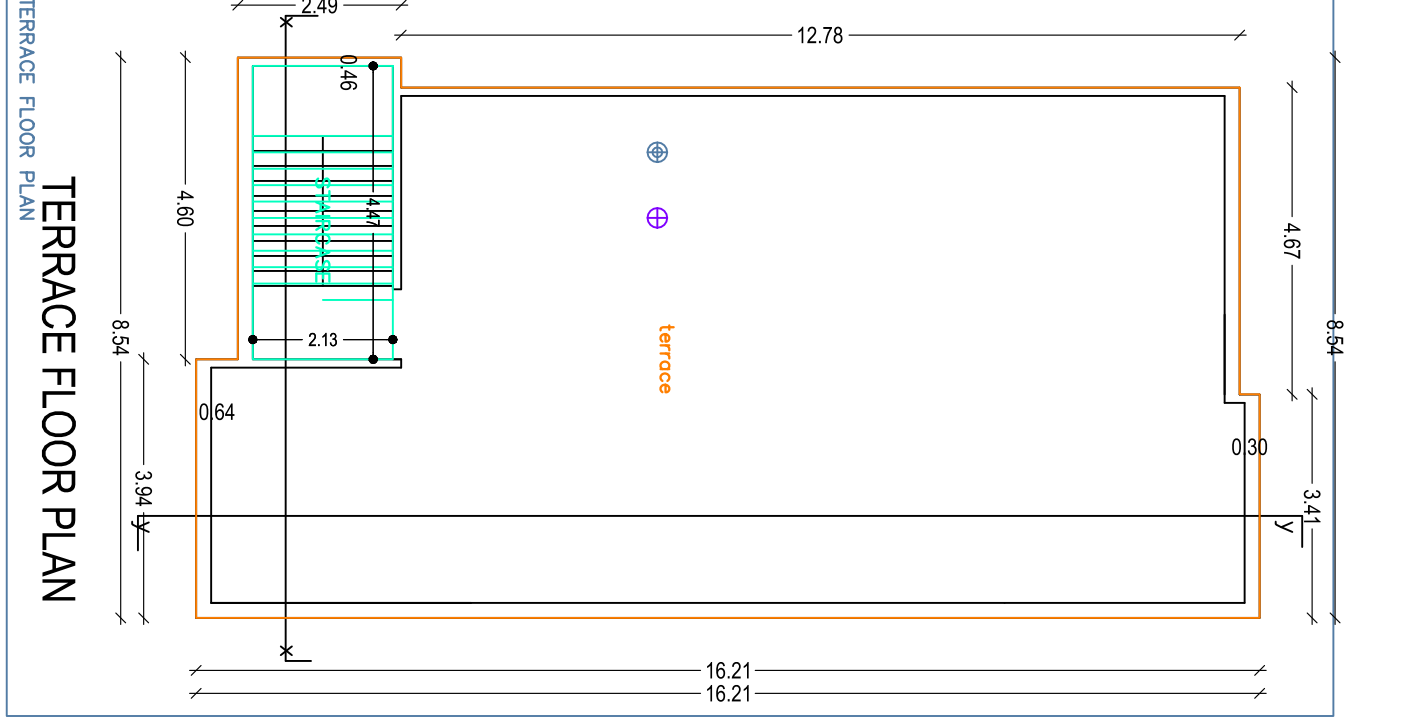 TERRACE FLOOR PLAN
TERRACE FLOOR PLAN
2.49
12.78
0.46
4.60
4.47
STAIRCASE
4.67
8.54
8.54
2.13
terrace
0.64
0.30
3.94
3.41
y
y
16.21
16.21